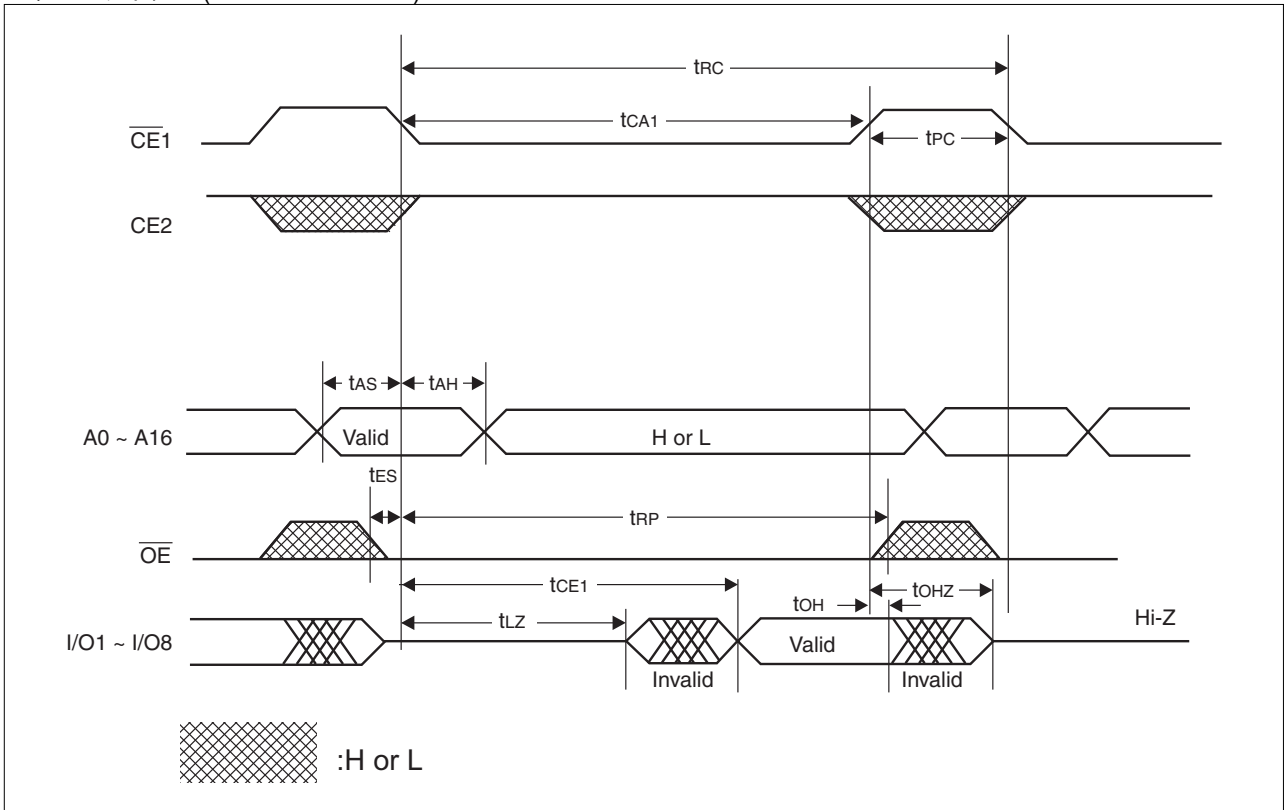 tRC
tCA1
CE1
tPC
CE2
tAS
tAH
A0 ~ A16
Valid
H or L
tES
tRP
OE
tCE1
tOH
tOHZ
tLZ
Hi-Z
I/O1 ~ I/O8
Valid
Invalid
Invalid
:H or L